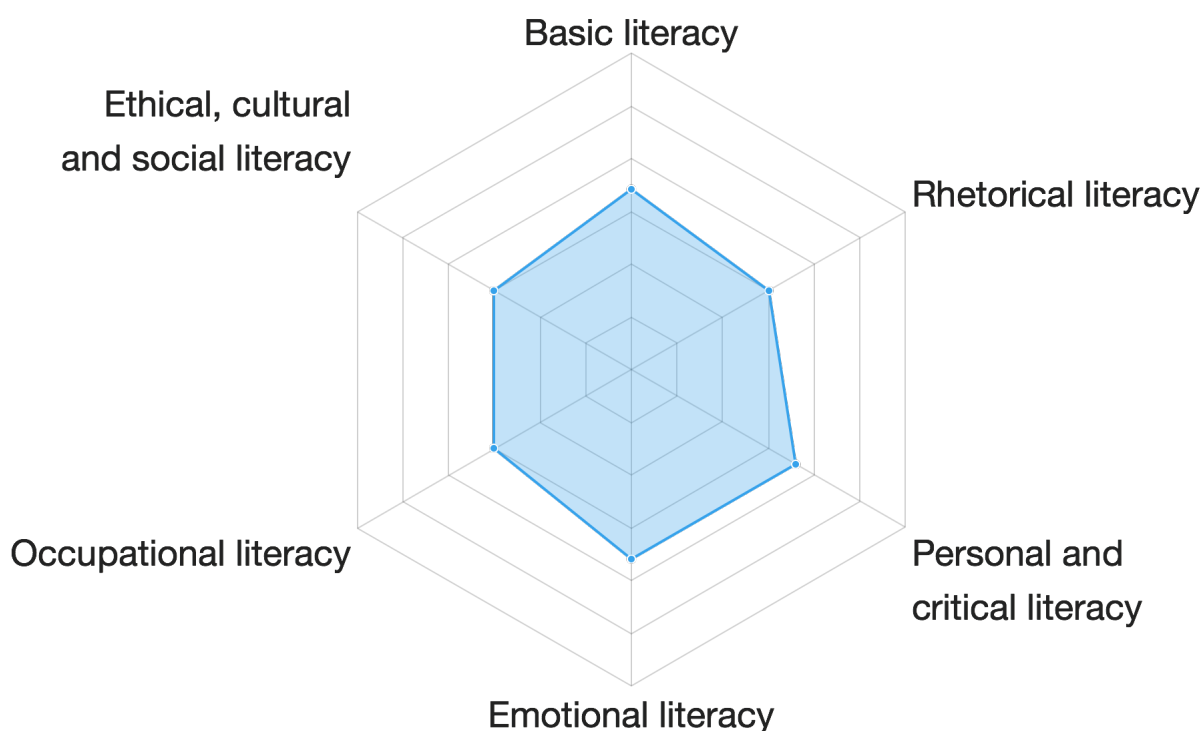 Basic literacy
Ethical, cultural
and social literacy
Rhetorical literacy
Occupational literacy
Personal and
critical literacy
Emotional literacy